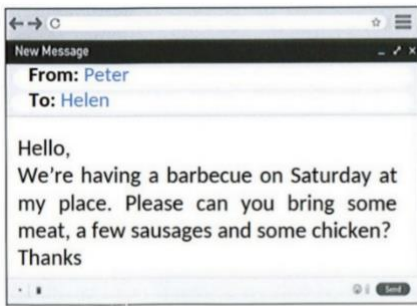 New Message
From: Peter
To: Helen
Hello,
We're having a barbecue on Saturday at
my place. Please can you bring some
meat, a few sausages and some chicken?
Thanks
Send